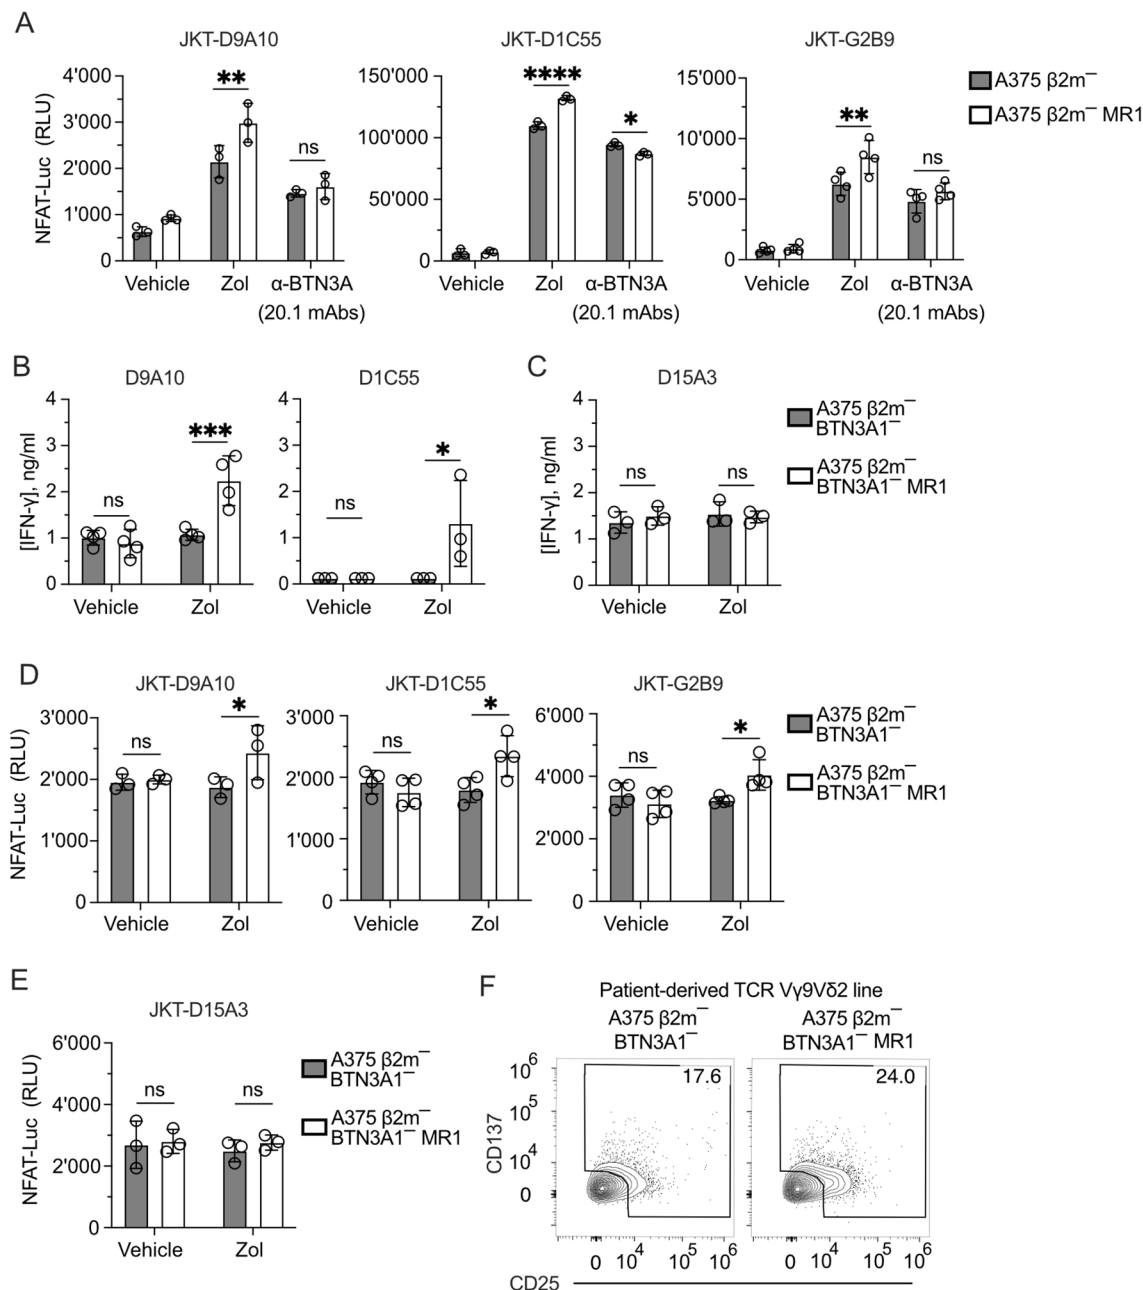 A
JKT-D9A10
JKT-D1C55
JKT-G2B9
NFAT-Luc (RLU)
4'000
3'000
2'000
1'000
0
**
ns
Vehicle
Zol
α-BTN3A
(20.1 mAbs)
150'000
100'000
50'000
0
****
*
Vehicle
Zol
α-BTN3A
(20.1 mAbs)
15'000
10'000
5'000
0
**
ns
Vehicle
Zol
α-BTN3A
(20.1 mAbs)
A375 β2m⁻
A375 β2m⁻ MR1
B
D9A10
[IFN-γ], ng/ml
4
3
2
1
0
ns
***
Vehicle
Zol
D1C55
4
3
2
1
0
ns
*
Vehicle
Zol
C
D15A3
[IFN-γ], ng/ml
4
3
2
1
0
ns
ns
Vehicle
Zol
A375 β2m⁻
BTN3A1⁻
A375 β2m⁻
BTN3A1⁻ MR1
D
JKT-D9A10
NFAT-Luc (RLU)
3'000
2'000
1'000
0
ns
*
Vehicle
Zol
JKT-D1C55
3'000
2'000
1'000
0
ns
*
Vehicle
Zol
JKT-G2B9
6'000
4'000
2'000
0
ns
*
Vehicle
Zol
A375 β2m⁻
BTN3A1⁻
A375 β2m⁻
BTN3A1⁻ MR1
E
JKT-D15A3
NFAT-Luc (RLU)
6'000
4'000
2'000
0
ns
ns
Vehicle
Zol
A375 β2m⁻
BTN3A1⁻
A375 β2m⁻
BTN3A1⁻ MR1
F
Patient-derived TCR Vγ9Vδ2 line
A375 β2m⁻
BTN3A1⁻
A375 β2m⁻
BTN3A1⁻ MR1
CD137
10⁶
10⁵
10⁴
0
17.6
24.0
0 10⁴ 10⁵ 10⁶
0 10⁴ 10⁵ 10⁶
CD25